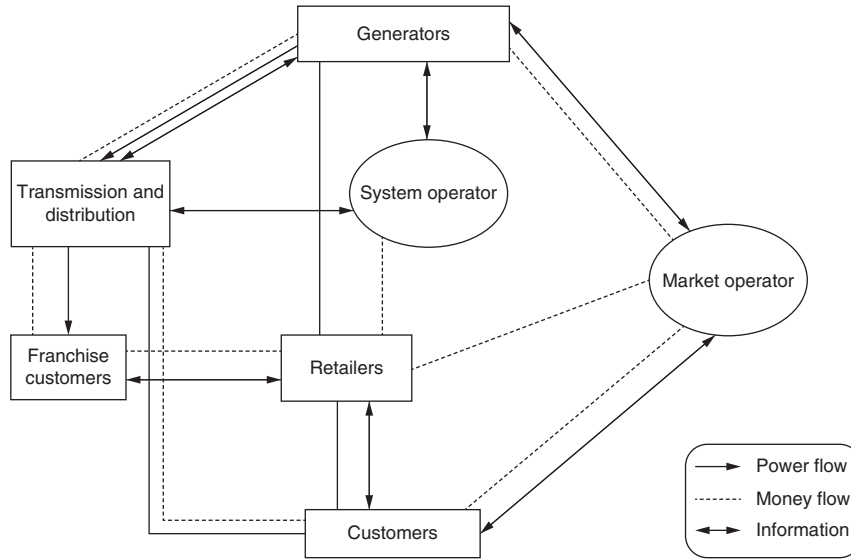 Generators
Transmission and
distribution
System operator
Market operator
Franchise
customers
Retailers
Customers
Power flow
Money flow
Information